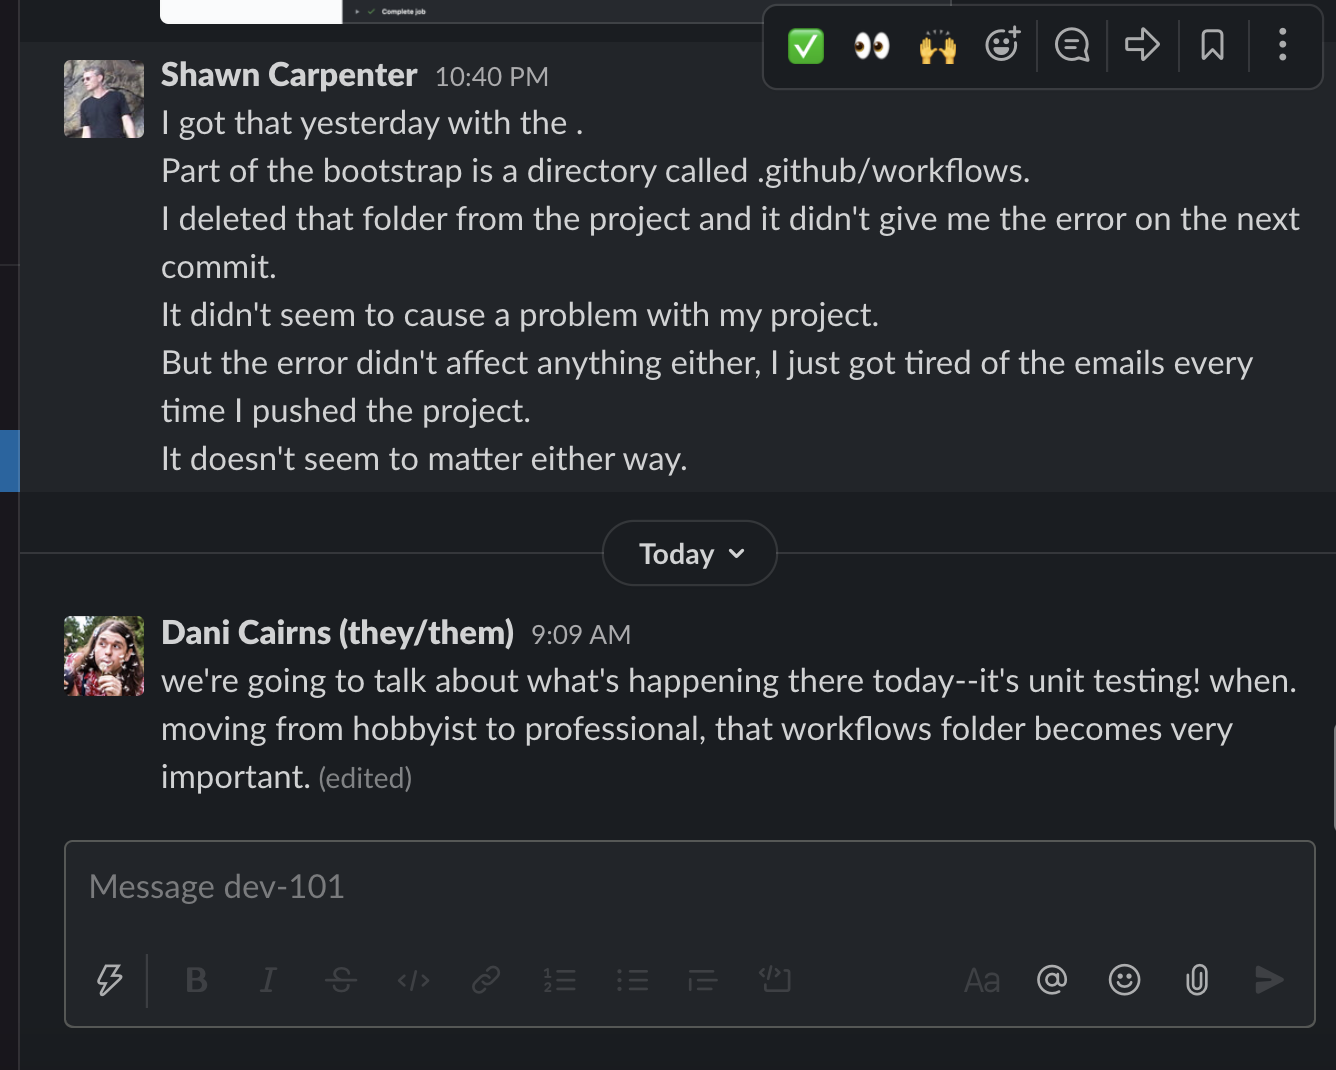 Complete job
Shawn Carpenter 10:40 PM
I got that yesterday with the .
Part of the bootstrap is a directory called .github/workflows.
I deleted that folder from the project and it didn't give me the error on the next
commit.
It didn't seem to cause a problem with my project.
But the error didn't affect anything either, I just got tired of the emails every
time I pushed the project.
It doesn't seem to matter either way.
Today
Dani Cairns (they/them) 9:09 AM
we're going to talk about what's happening there today--it's unit testing! when.
moving from hobbyist to professional, that workflows folder becomes very
important. (edited)
Message dev-101
B I S Aa @